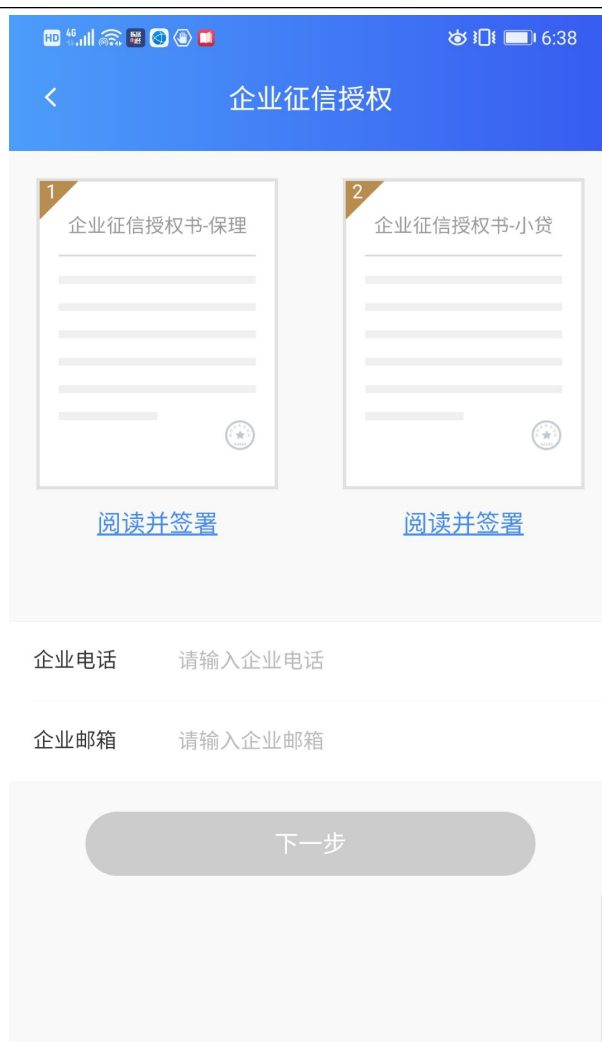 HD 46 6:38
企业征信授权
1
企业征信授权书-保理
2
企业征信授权书-小贷
阅读并签署
阅读并签署
企业电话 请输入企业电话
企业邮箱 请输入企业邮箱
下一步